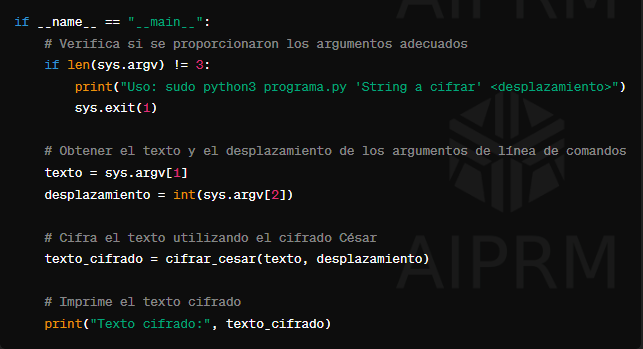 if __name__ == "__main__":
    # Verifica si se proporcionaron los argumentos adecuados
    if len(sys.argv) != 3:
        print("Uso: sudo python3 programa.py 'String a cifrar' <desplazamiento>")
        sys.exit(1)

    # Obtener el texto y el desplazamiento de los argumentos de línea de comandos
    texto = sys.argv[1]
    desplazamiento = int(sys.argv[2])

    # Cifra el texto utilizando el cifrado César
    texto_cifrado = cifrar_cesar(texto, desplazamiento)

    # Imprime el texto cifrado
    print("Texto cifrado:", texto_cifrado)
AIPRM
AIPRM